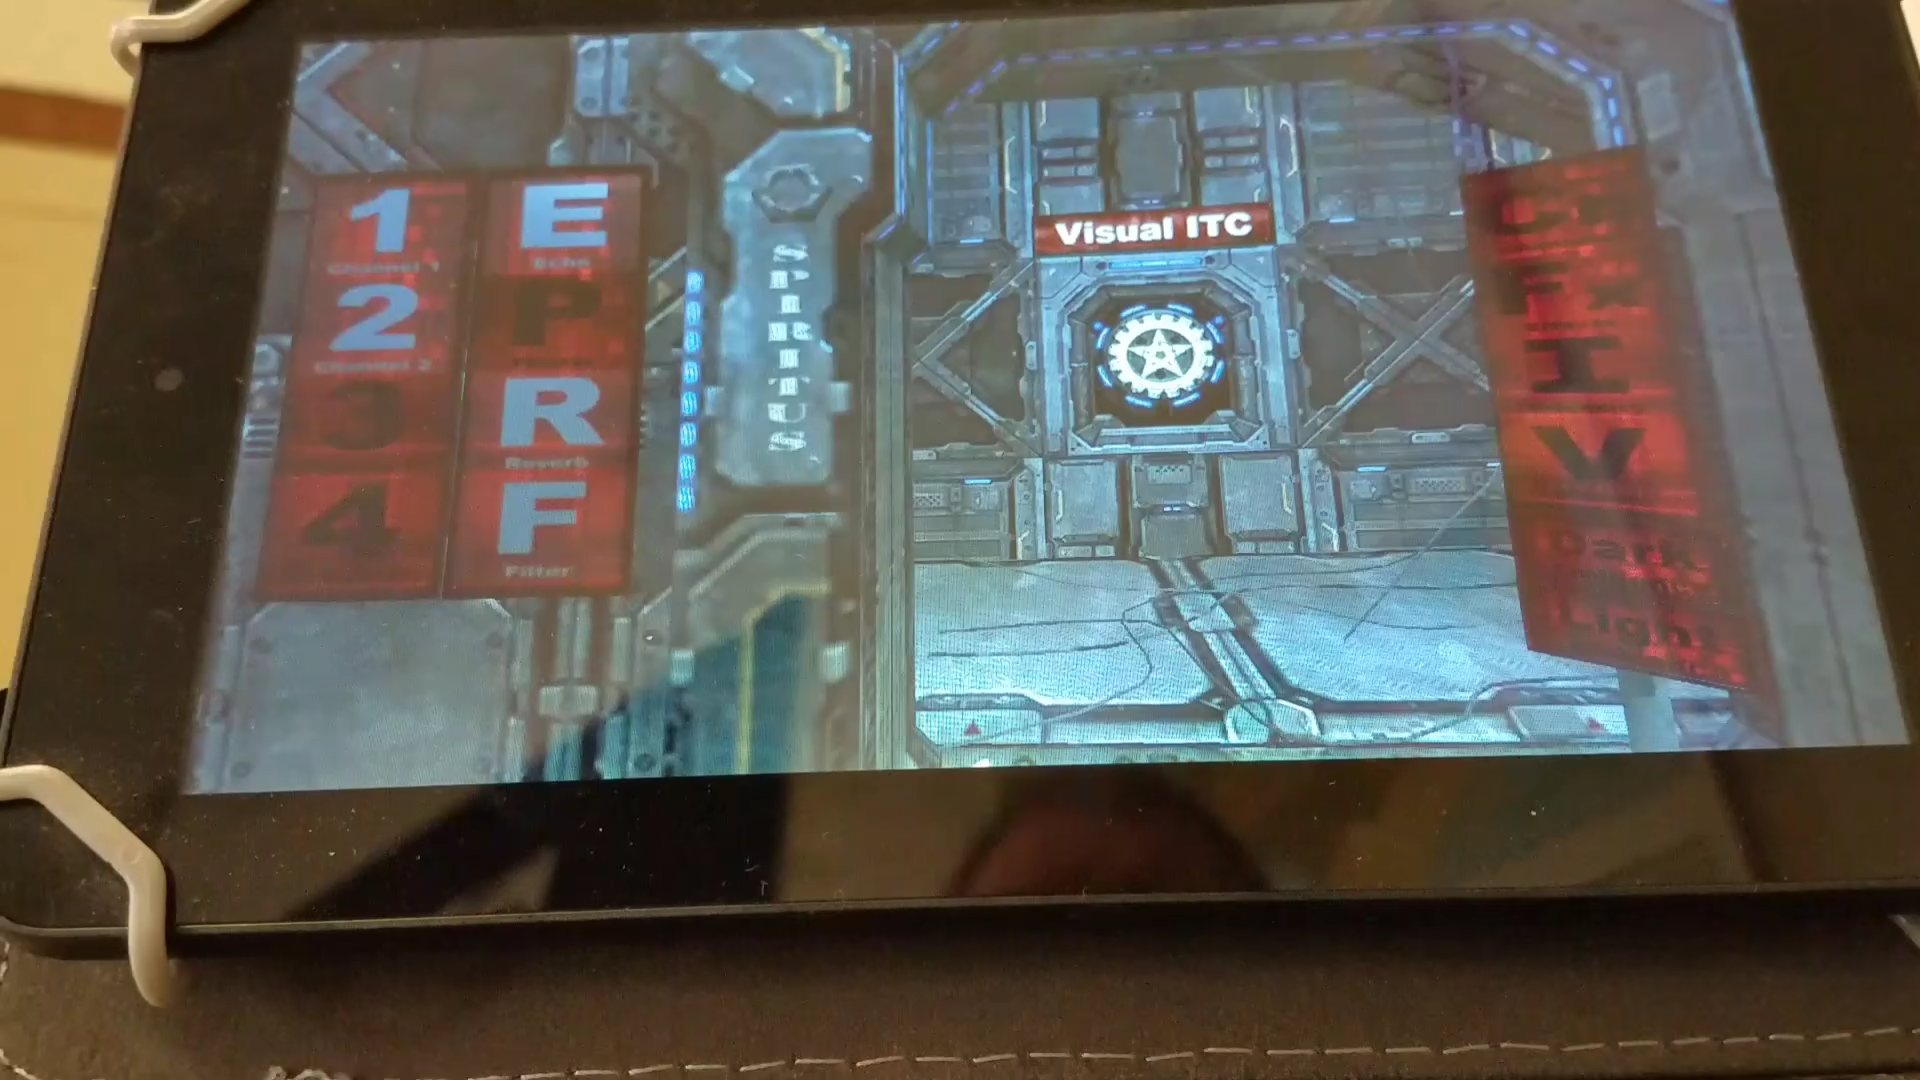 1
Channel 1
2
Channel 2
3
4
E
Echo
P
R
Reverb
F
Filter
SPIRITUS
Visual ITC
I
V
Dark
Light